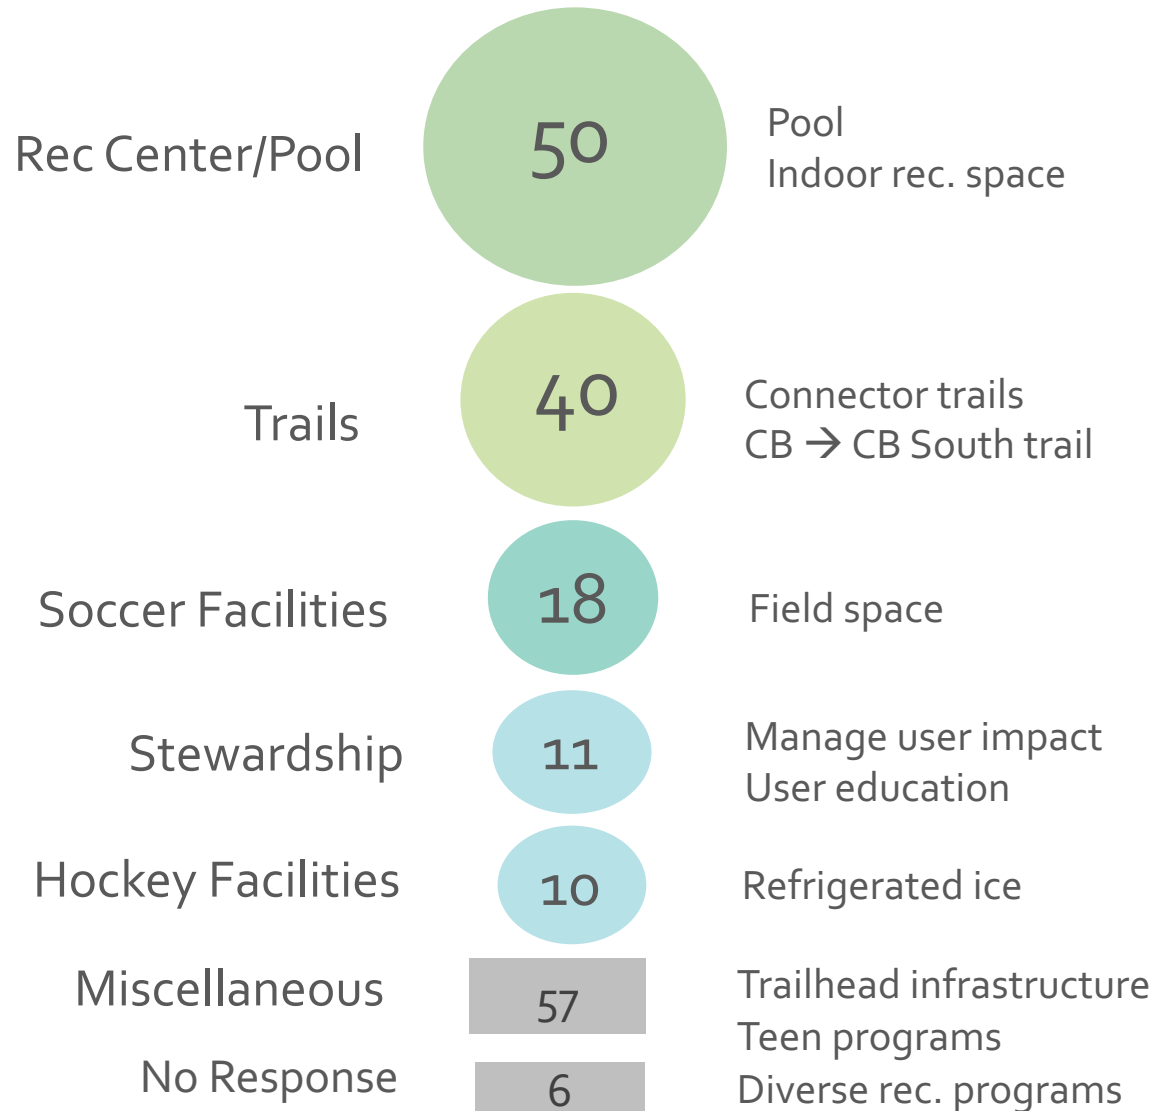 Rec Center/Pool
50
Pool
Indoor rec. space
Trails
40
Connector trails
CB → CB South trail
Soccer Facilities
18
Field space
Stewardship
11
Manage user impact
User education
Hockey Facilities
10
Refrigerated ice
Miscellaneous
57
Trailhead infrastructure
Teen programs
No Response
6
Diverse rec. programs